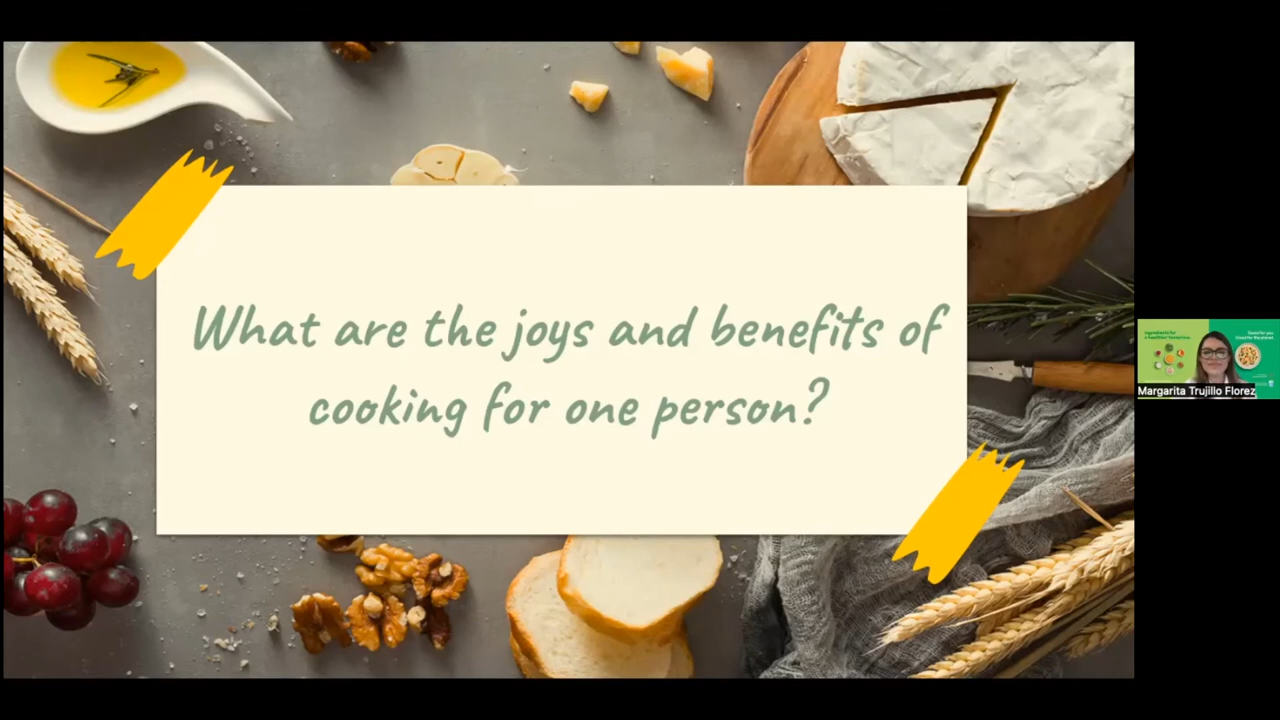 What are the joys and benefits of
cooking for one person?
Margarita Trujillo Florez